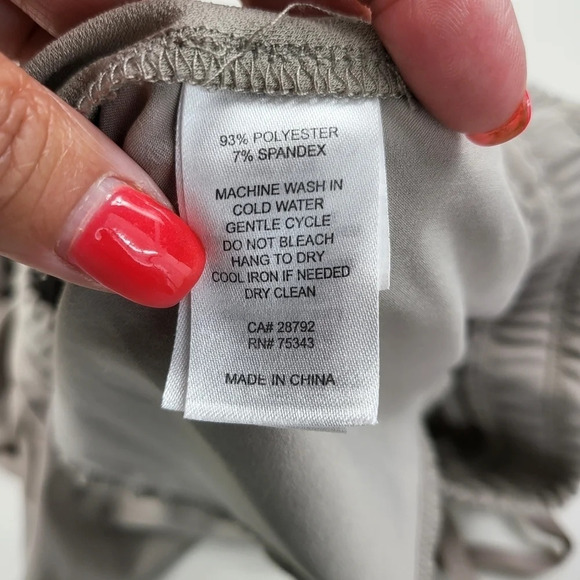 93% POLYESTER
7% SPANDEX
MACHINE WASH IN
COLD WATER
GENTLE CYCLE
DO NOT BLEACH
HANG TO DRY
COOL IRON IF NEEDED
DRY CLEAN
CA# 28792
RN# 75343
MADE IN CHINA